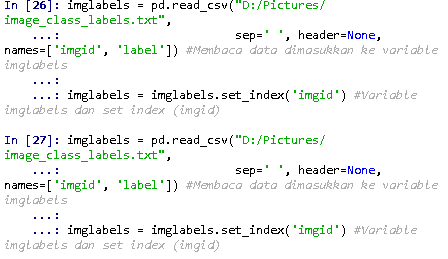 In [26]: imglabels = pd.read_csv("D:/Pictures/
image_class_labels.txt",
...: sep=' ', header=None,
names=['imgid', 'label']) #Membaca data dimasukkan ke variable
imglabels
...:
...: imglabels = imglabels.set_index('imgid') #Variable
imglabels dan set index (imgid)
In [27]: imglabels = pd.read_csv("D:/Pictures/
image_class_labels.txt",
...: sep=' ', header=None,
names=['imgid', 'label']) #Membaca data dimasukkan ke variable
imglabels
...:
...: imglabels = imglabels.set_index('imgid') #Variable
imglabels dan set index (imgid)